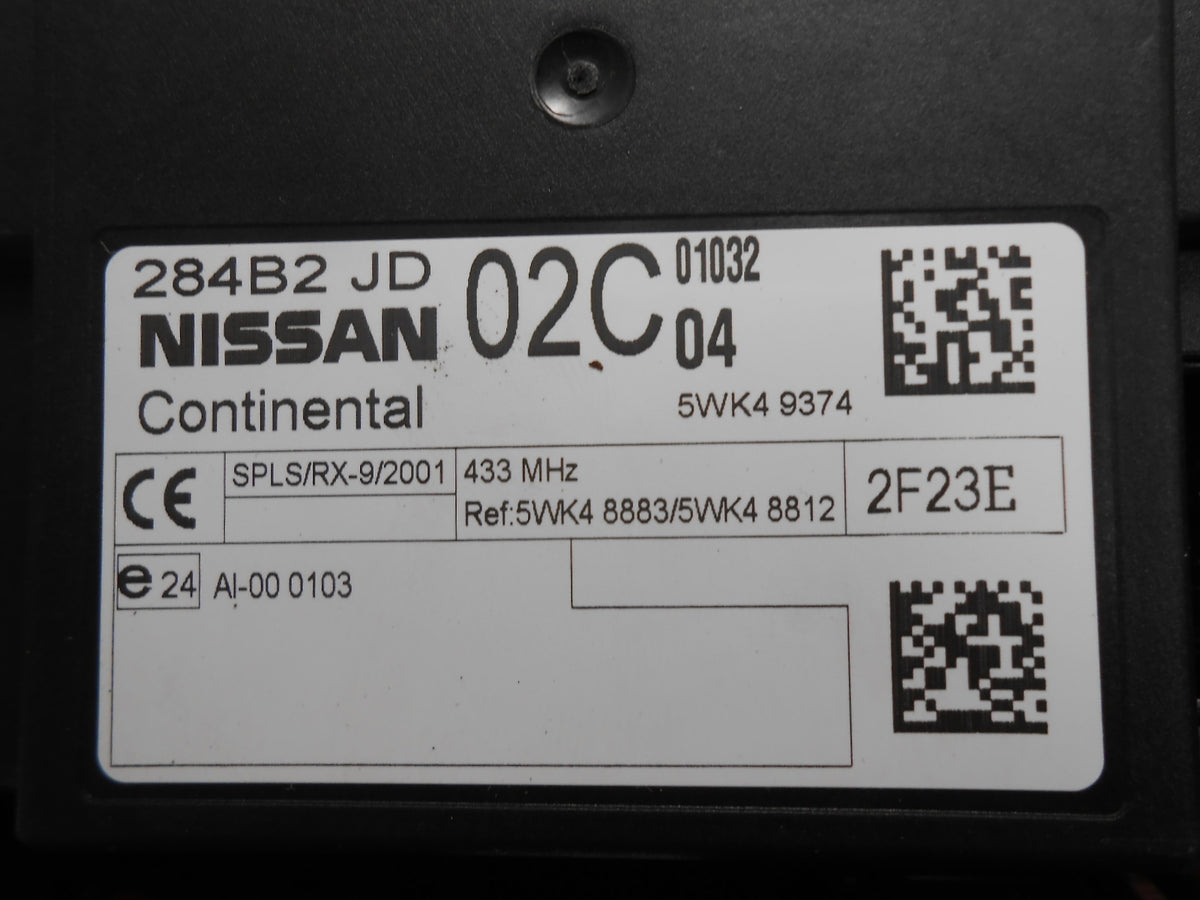 284B2 JD 02C 01032
NISSAN 04
Continental 5WK4 9374
CE SPLS/RX-9/2001 433 MHz 2F23E
Ref:5WK4 8883/5WK4 8812
e 24 AI-00 0103